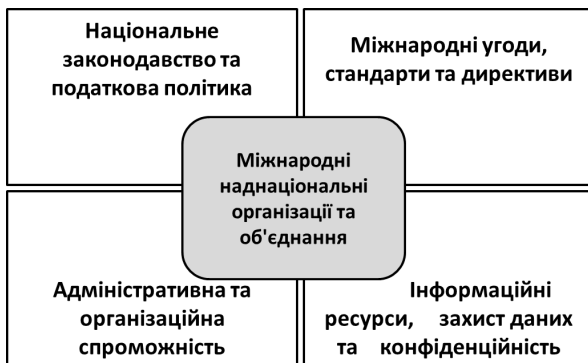 Національне
законодавство та
податкова політика
Міжнародні угоди,
стандарти та директиви
Міжнародні
наднаціональні
організації та
об'єднання
Адміністративна та
організаційна
спроможність
Інформаційні
ресурси, захист даних
та конфіденційність